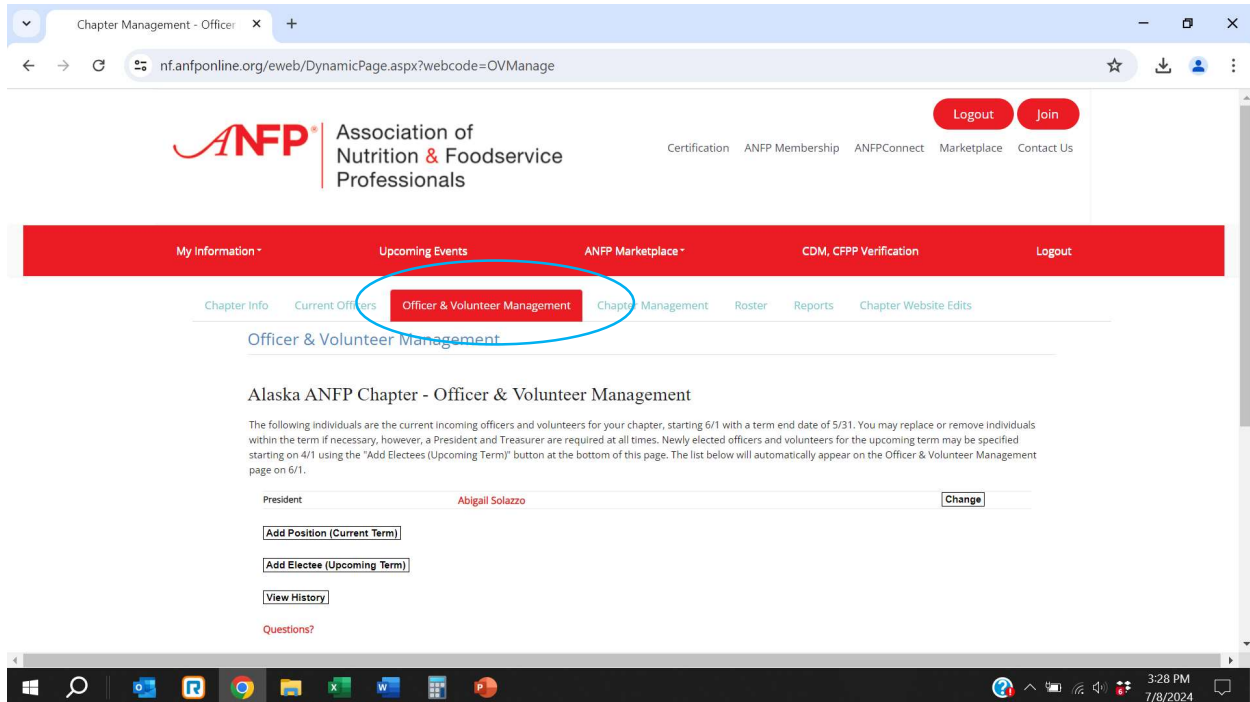 Chapter Management - Officer
nf.anfponline.org/eweb/DynamicPage.aspx?webcode=OVManage
Logout Join
ANFP® Association of
Nutrition & Foodservice
Professionals
Certification ANFP Membership ANFPConnect Marketplace Contact Us
My Information Upcoming Events ANFP Marketplace CDM, CFPP Verification Logout
Chapter Info Current Officers Officer & Volunteer Management Chapter Management Roster Reports Chapter Website Edits
Officer & Volunteer Management
Alaska ANFP Chapter - Officer & Volunteer Management
The following individuals are the current incoming officers and volunteers for your chapter, starting 6/1 with a term end date of 5/31. You may replace or remove individuals
within the term if necessary, however, a President and Treasurer are required at all times. Newly elected officers and volunteers for the upcoming term may be specified
starting on 4/1 using the "Add Electees (Upcoming Term)" button at the bottom of this page. The list below will automatically appear on the Officer & Volunteer Management
page on 6/1.
President Abigail Solazzo Change
Add Position (Current Term)
Add Electee (Upcoming Term)
View History
Questions?
3:28 PM
7/8/2024